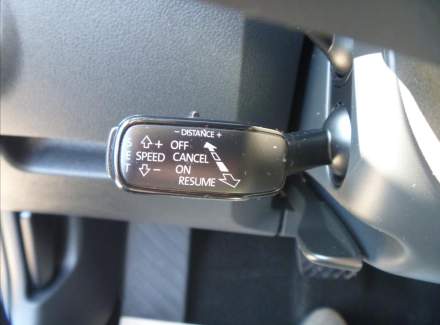 − DISTANCE +
S + OFF
E SPEED CANCEL
T − ON
RESUME